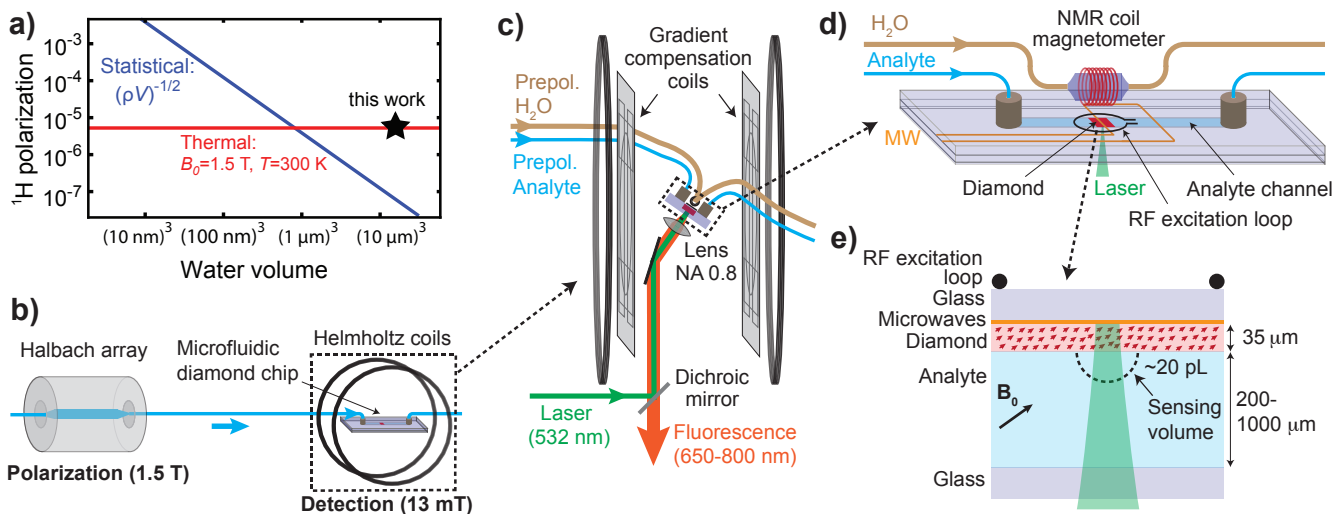 a)
¹H polarization
10⁻³
10⁻⁴
10⁻⁵
10⁻⁶
10⁻⁷
Statistical:
(ρV)⁻¹/²
this work
Thermal:
B₀=1.5 T, T=300 K
(10 nm)³
(100 nm)³
(1 µm)³
(10 µm)³
Water volume
b)
Halbach array
Microfluidic
diamond chip
Helmholtz coils
Polarization (1.5 T)
Detection (13 mT)
c)
Gradient
compensation
coils
Prepol.
H₂O
Prepol.
Analyte
Lens
NA 0.8
Dichroic
mirror
Laser
(532 nm)
Fluorescence
(650-800 nm)
d)
NMR coil
magnetometer
H₂O
Analyte
MW
Diamond
Laser
Analyte channel
RF excitation loop
e)
RF excitation
loop
Glass
Microwaves
Diamond
35 µm
Analyte
~20 pL
B₀
Sensing
volume
200-
1000 µm
Glass